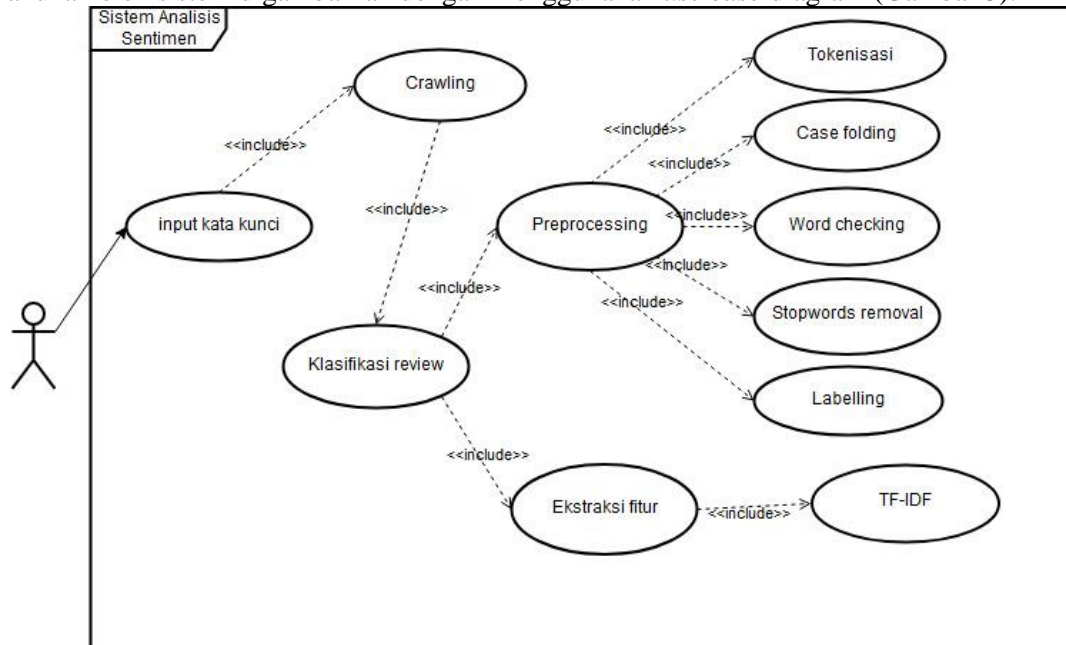 Sistem Analisis
Sentimen
Crawling
Tokenisasi
<<include>>
<<include>>
Case folding
<<include>>
input kata kunci
<<include>>
Preprocessing
<<include>>
Word checking
<<include>>
<<include>>
<<include>>
Stopwords removal
Klasifikasi review
Labelling
<<include>>
Ekstraksi fitur
<<include>>
TF-IDF